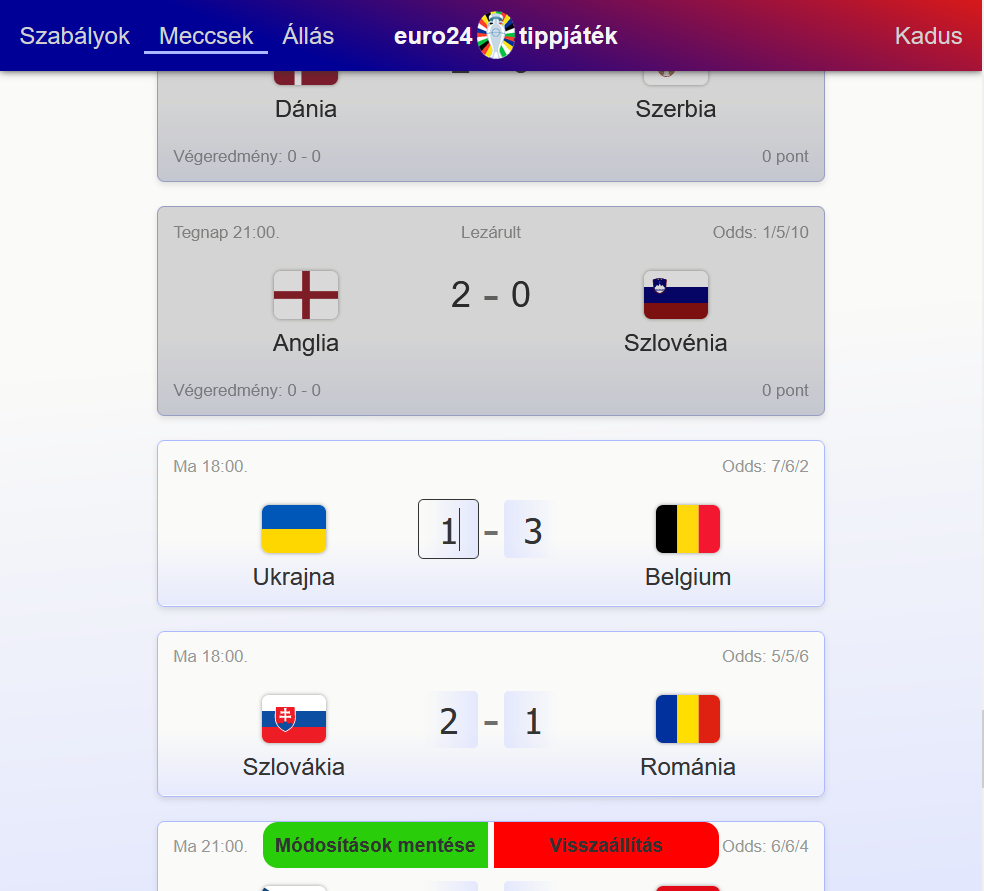 Szabályok Meccsek Állás euro24 tippjáték Kadus
Dánia Szerbia
Végeredmény: 0 - 0 0 pont
Tegnap 21:00. Lezárult Odds: 1/5/10
2 - 0
Anglia Szlovénia
Végeredmény: 0 - 0 0 pont
Ma 18:00. Odds: 7/6/2
1 - 3
Ukrajna Belgium
Ma 18:00. Odds: 5/5/6
2 - 1
Szlovákia Románia
Ma 21:00. Módosítások mentése Visszaállítás Odds: 6/6/4